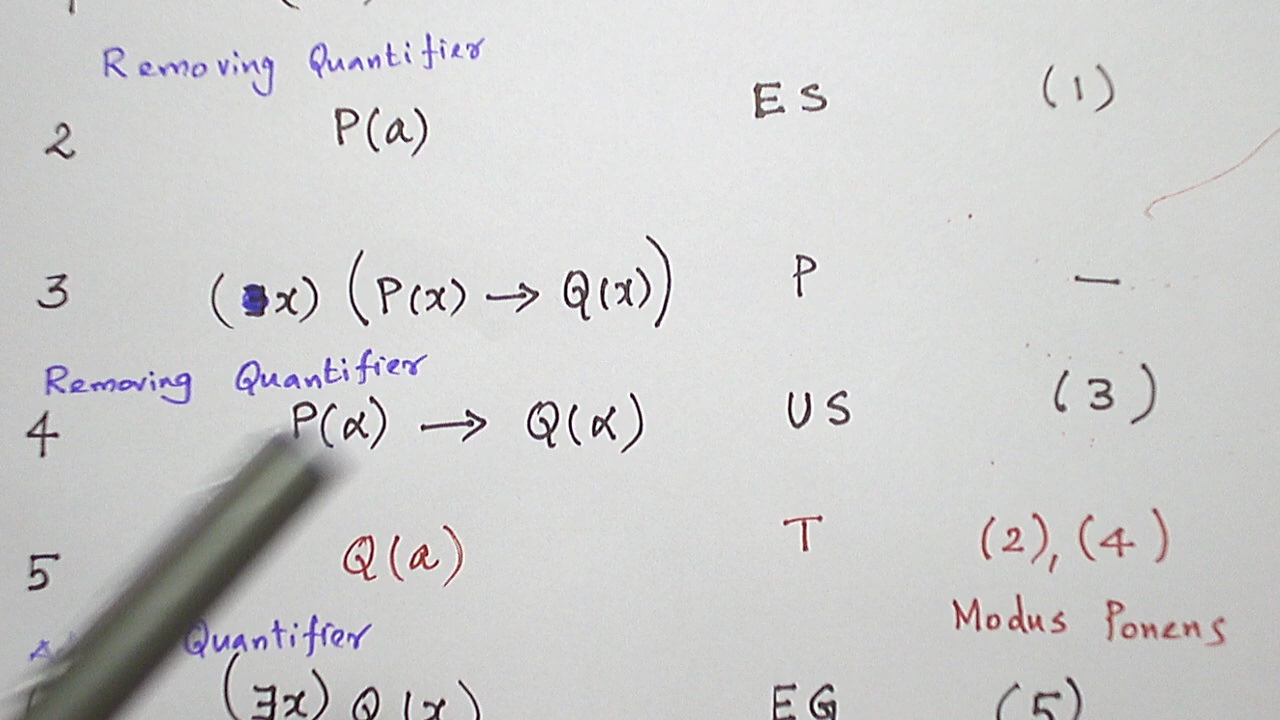 Removing Quantifier
2 P(a) ES (1)
3 (∃x) (P(x) → Q(x)) P —
Removing Quantifier
4 P(α) → Q(α) US (3)
5 Q(a) T (2), (4)
Modus Ponens
Quantifier
(∃x) Q(x) EG (5)